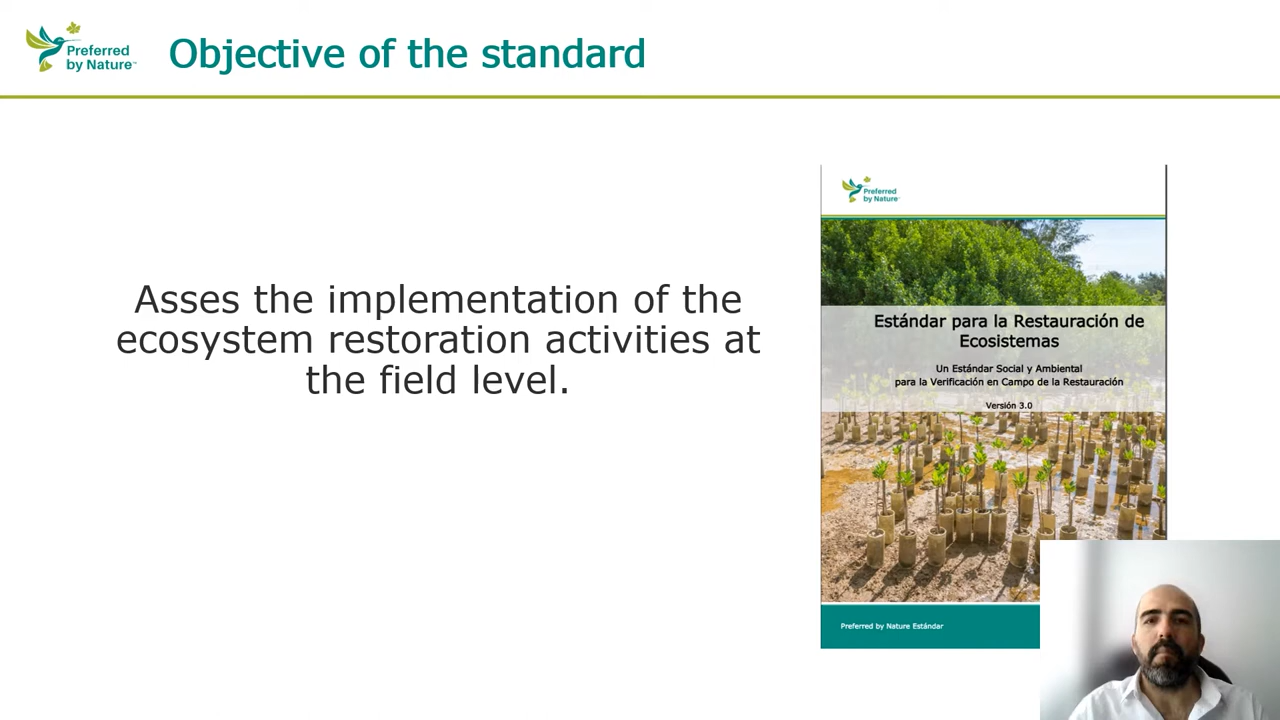 Preferred
by Nature™
Objective of the standard
Asses the implementation of the
ecosystem restoration activities at
the field level.
Preferred
by Nature™
Estándar para la Restauración de
Ecosistemas
Un Estándar Social y Ambiental
para la Verificación en Campo de la Restauración
Versión 3.0
Preferred by Nature Estándar